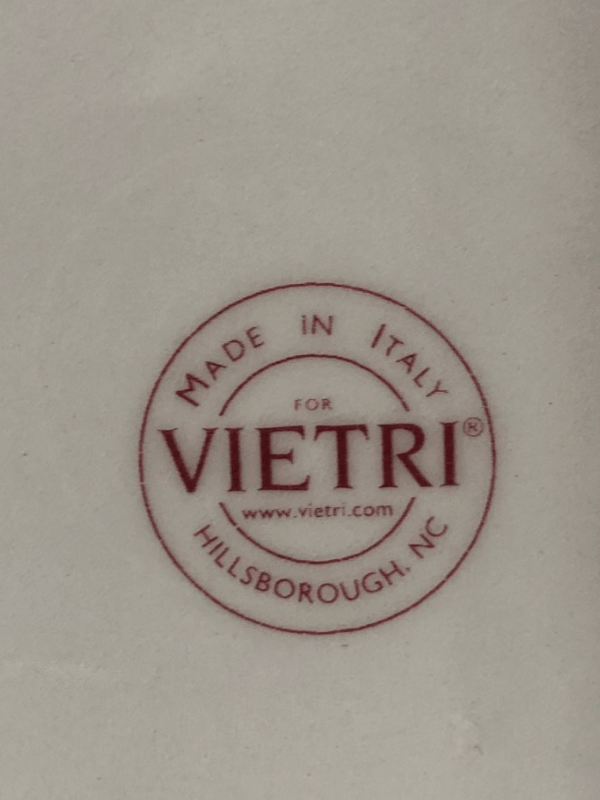 MADE iN ITALY
FOR
VIETRI®
www.vietri.com
HILLSBOROUGH, NC